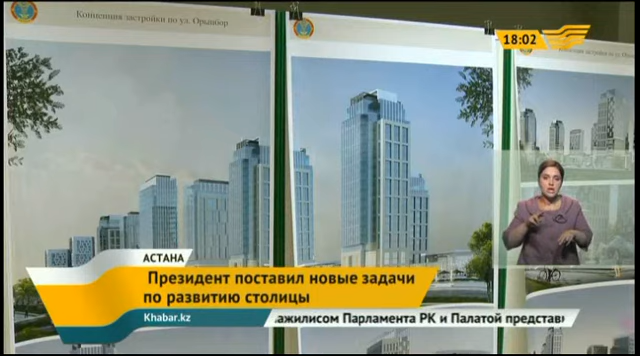 Концепция застройки по ул. Орынбор
18:02
АСТАНА
Президент поставил новые задачи
по развитию столицы
Khabar.kz
ажилисом Парламента РК и Палатой представи